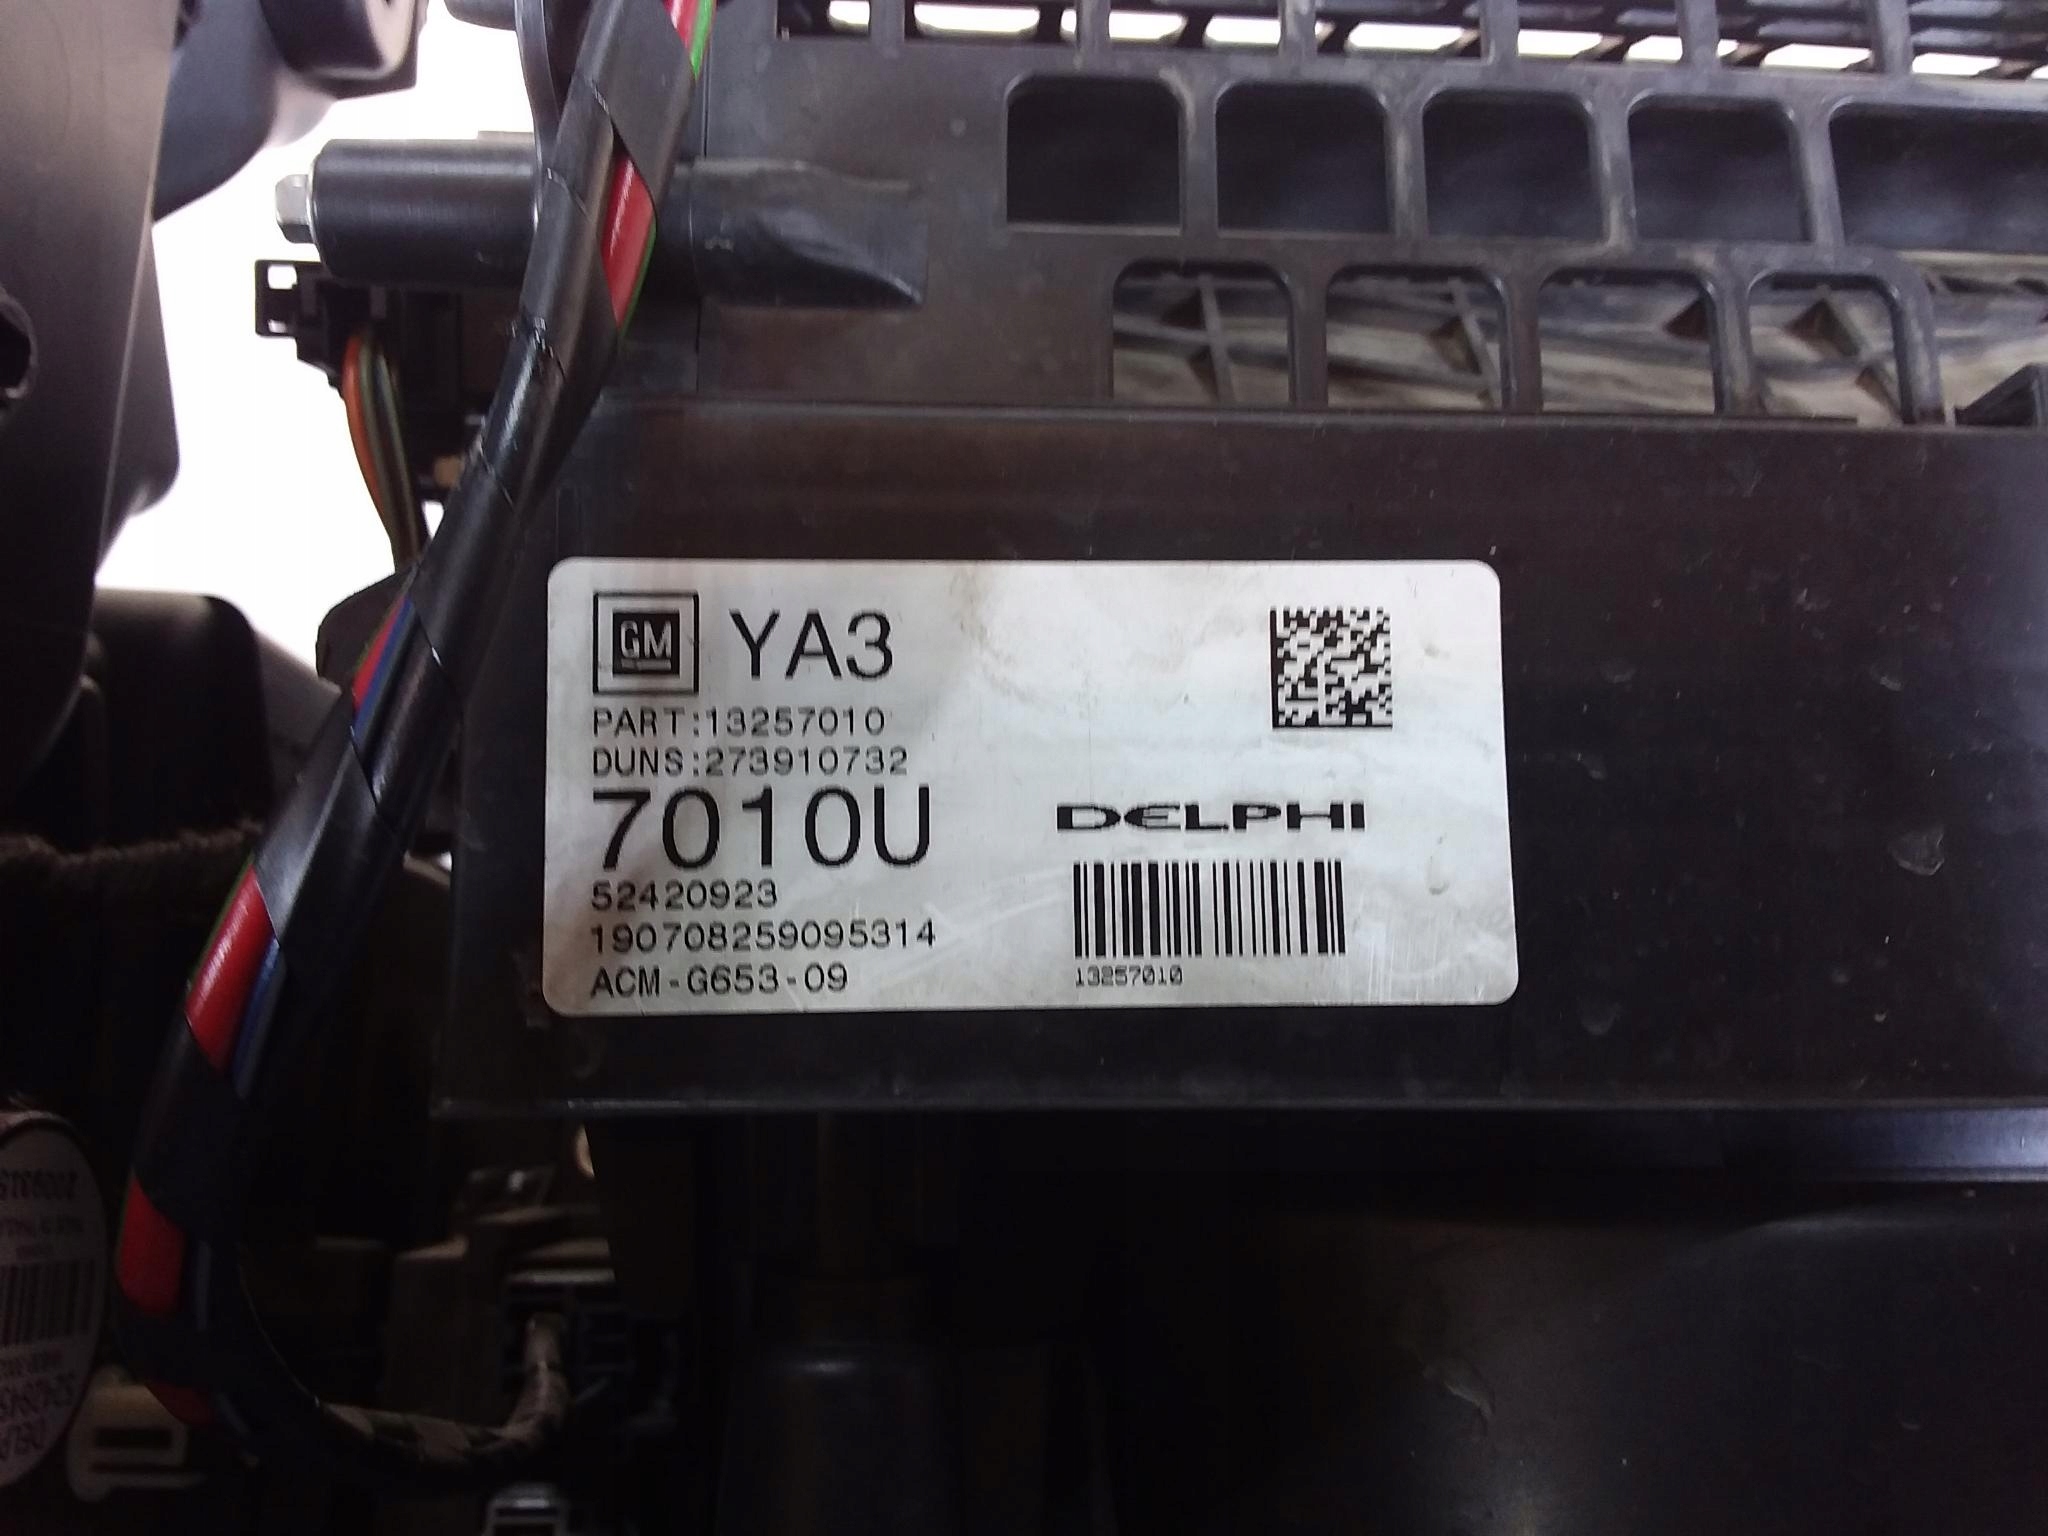 GM YA3
PART:13257010
DUNS:273910732
7010U
DELPHI
52420923
190708259095314
ACM-G653-09
13257010